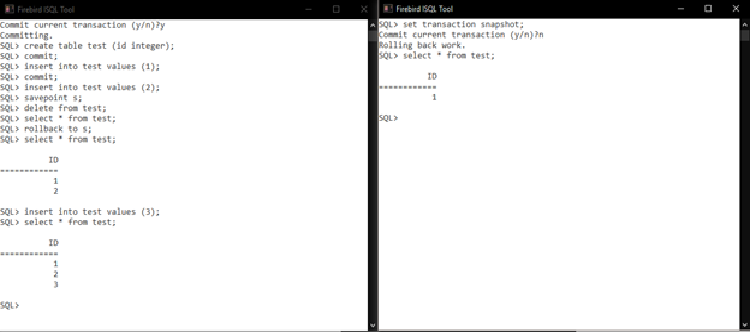 Firebird ISQL Tool
Commit current transaction (y/n)?y
Committing.
SQL> create table test (id integer);
SQL> commit;
SQL> insert into test values (1);
SQL> commit;
SQL> insert into test values (2);
SQL> savepoint s;
SQL> delete from test;
SQL> select * from test;
SQL> rollback to s;
SQL> select * from test;
ID
============
1
2
SQL> insert into test values (3);
SQL> select * from test;
ID
============
1
2
3
SQL>
Firebird ISQL Tool
SQL> set transaction snapshot;
Commit current transaction (y/n)?n
Rolling back work.
SQL> select * from test;
ID
============
1
SQL>